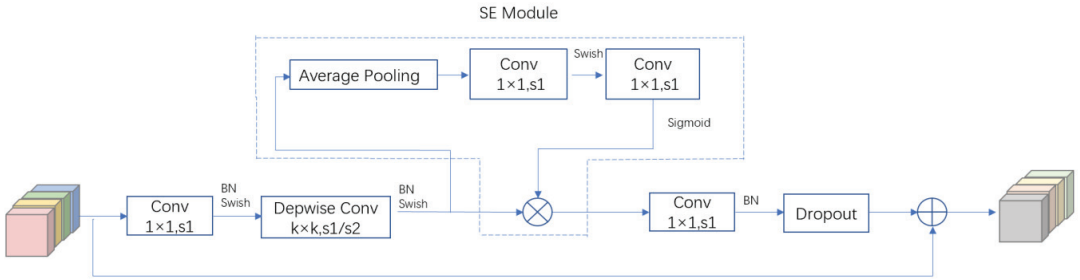 SE Module
Average Pooling
Conv
1×1,s1
Swish
Conv
1×1,s1
Sigmoid
Conv
1×1,s1
BN
Swish
Depwise Conv
k×k,s1/s2
BN
Swish
Conv
1×1,s1
BN
Dropout